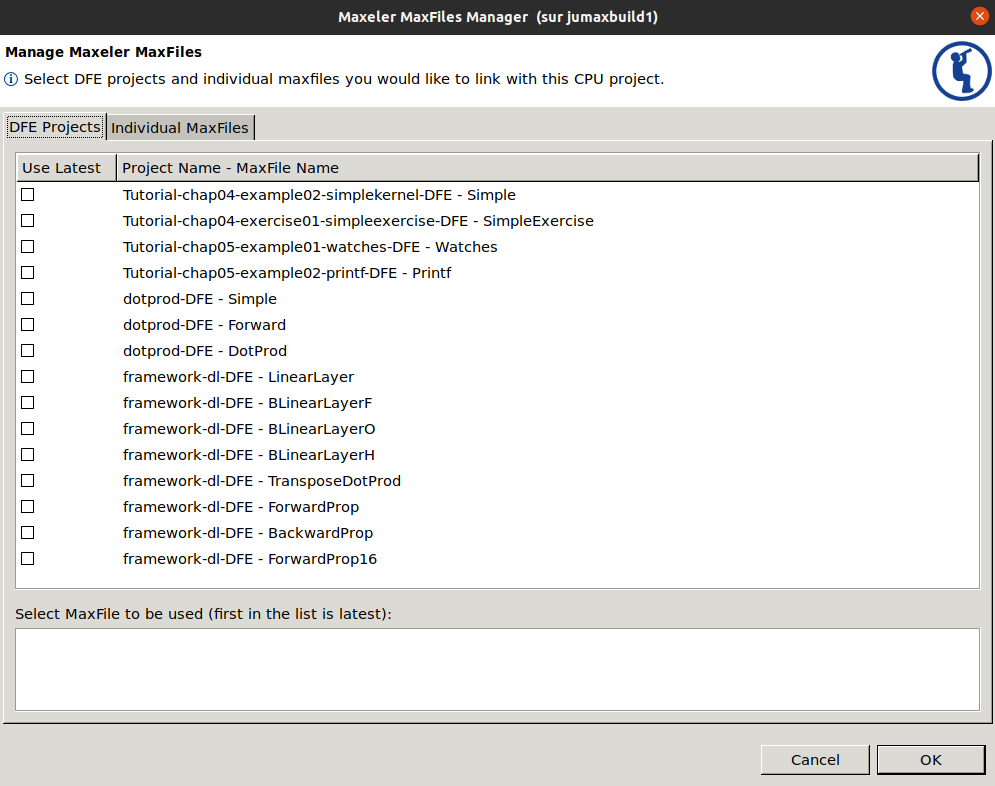 Maxeler MaxFiles Manager (sur jumaxbuild1)
Manage Maxeler MaxFiles
Select DFE projects and individual maxfiles you would like to link with this CPU project.
DFE Projects Individual MaxFiles
Use Latest Project Name - MaxFile Name
Tutorial-chap04-example02-simplekernel-DFE - Simple
Tutorial-chap04-exercise01-simpleexercise-DFE - SimpleExercise
Tutorial-chap05-example01-watches-DFE - Watches
Tutorial-chap05-example02-printf-DFE - Printf
dotprod-DFE - Simple
dotprod-DFE - Forward
dotprod-DFE - DotProd
framework-dl-DFE - LinearLayer
framework-dl-DFE - BLinearLayerF
framework-dl-DFE - BLinearLayerO
framework-dl-DFE - BLinearLayerH
framework-dl-DFE - TransposeDotProd
framework-dl-DFE - ForwardProp
framework-dl-DFE - BackwardProp
framework-dl-DFE - ForwardProp16
Select MaxFile to be used (first in the list is latest):
Cancel OK